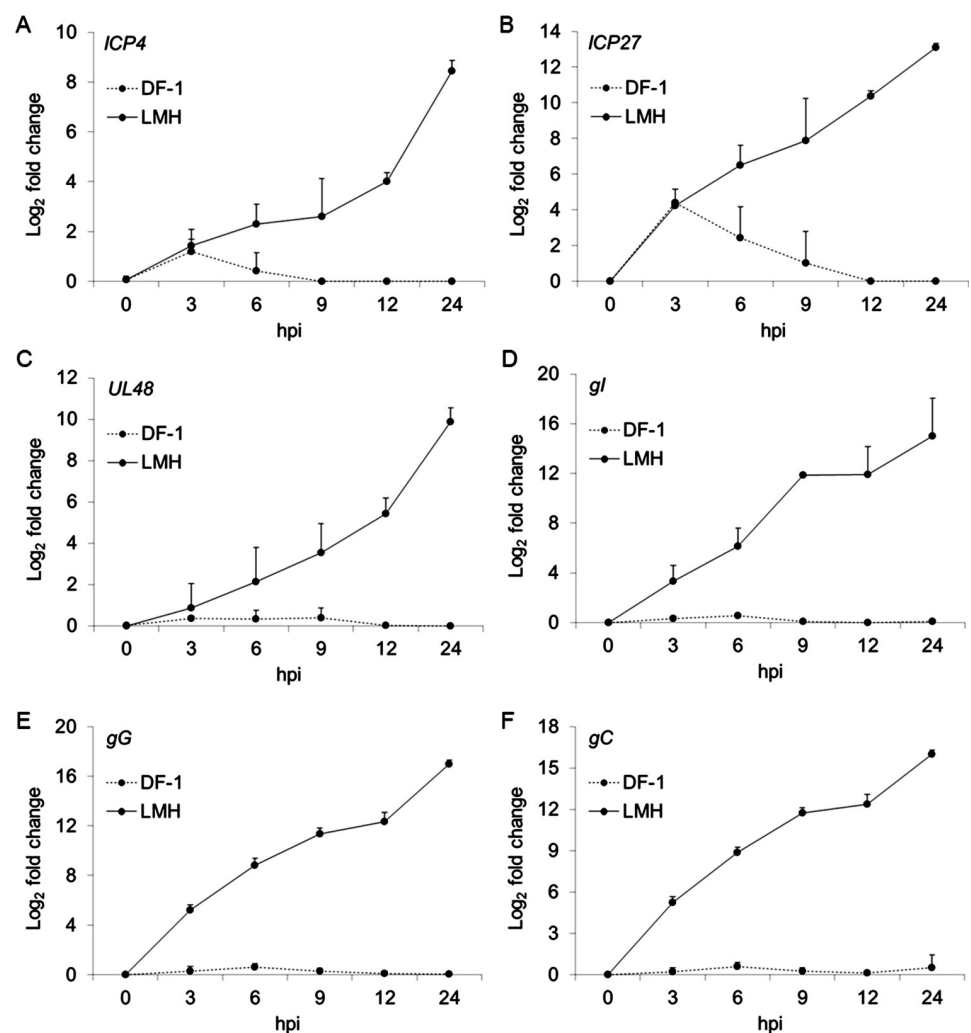 A
ICP4
Log2 fold change
10
8
6
4
2
0
DF-1
LMH
0 3 6 9 12 24
hpi
B
ICP27
Log2 fold change
14
12
10
8
6
4
2
0
DF-1
LMH
0 3 6 9 12 24
hpi
C
UL48
Log2 fold change
12
10
8
6
4
2
0
DF-1
LMH
0 3 6 9 12 24
hpi
D
gI
Log2 fold change
20
16
12
8
4
0
DF-1
LMH
0 3 6 9 12 24
hpi
E
gG
Log2 fold change
20
16
12
8
4
0
DF-1
LMH
0 3 6 9 12 24
hpi
F
gC
Log2 fold change
18
15
12
9
6
3
0
DF-1
LMH
0 3 6 9 12 24
hpi